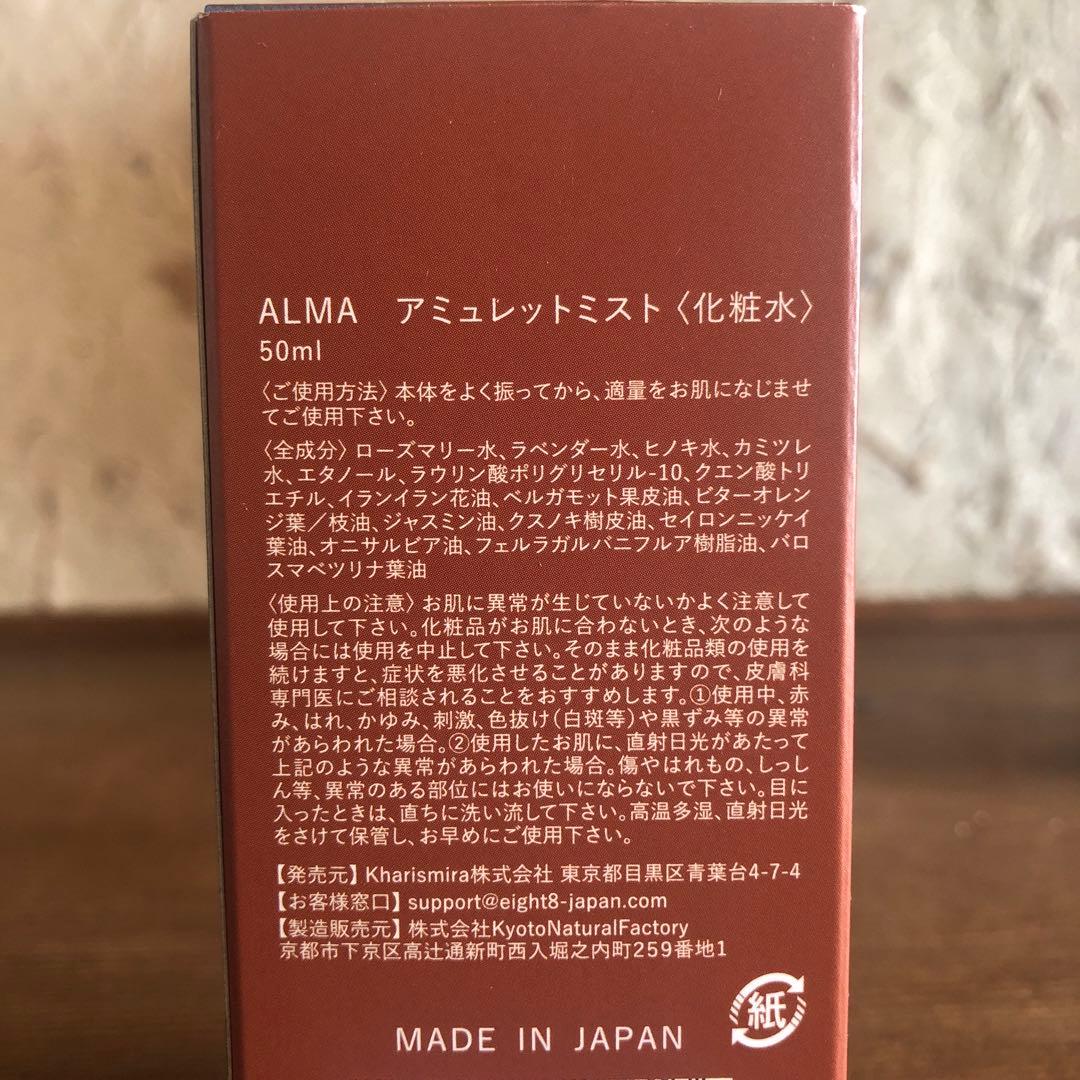 ALMA　アミュレットミスト〈化粧水〉
50ml
〈ご使用方法〉本体をよく振ってから、適量をお肌になじませ
てご使用下さい。
〈全成分〉ローズマリー水、ラベンダー水、ヒノキ水、カミツレ
水、エタノール、ラウリン酸ポリグリセリル-10、クエン酸トリ
エチル、イランイラン花油、ベルガモット果皮油、ビターオレン
ジ葉／枝油、ジャスミン油、クスノキ樹皮油、セイロンニッケイ
葉油、オニサルビア油、フェルラガルバニフルア樹脂油、バロ
スマベツリナ葉油
〈使用上の注意〉お肌に異常が生じていないかよく注意して
使用して下さい。化粧品がお肌に合わないとき、次のような
場合には使用を中止して下さい。そのまま化粧品類の使用を
続けますと、症状を悪化させることがありますので、皮膚科
専門医にご相談されることをおすすめします。①使用中、赤
み、はれ、かゆみ、刺激、色抜け(白斑等)や黒ずみ等の異常
があらわれた場合。②使用したお肌に、直射日光があたって
上記のような異常があらわれた場合。傷やはれもの、しっし
ん等、異常のある部位にはお使いにならないで下さい。目に
入ったときは、直ちに洗い流して下さい。高温多湿、直射日光
をさけて保管し、お早めにご使用下さい。
【発売元】Kharismira株式会社 東京都目黒区青葉台4-7-4
【お客様窓口】support@eight8-japan.com
【製造販売元】株式会社KyotoNaturalFactory
京都市下京区高辻通新町西入堀之内町259番地1
紙
MADE IN JAPAN